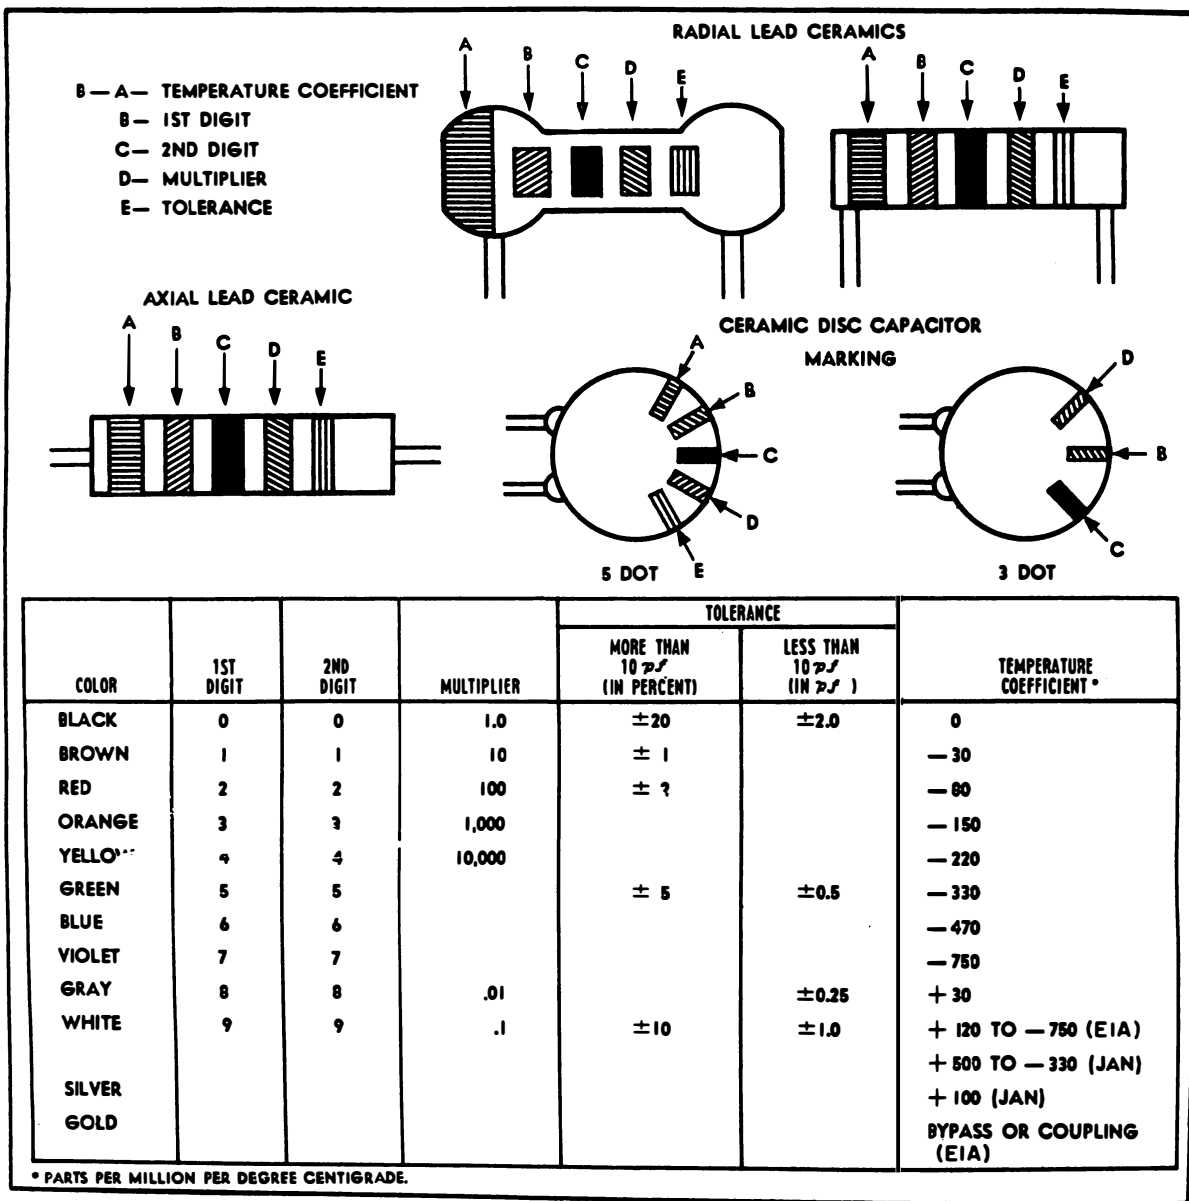 RADIAL LEAD CERAMICS
A B C D E
A B C D E
B — A — TEMPERATURE COEFFICIENT
B — 1ST DIGIT
C — 2ND DIGIT
D — MULTIPLIER
E — TOLERANCE
AXIAL LEAD CERAMIC
A B C D E
CERAMIC DISC CAPACITOR
MARKING
A
B
C
D
E
5 DOT
D
B
C
3 DOT
TOLERANCE
COLOR 1ST DIGIT 2ND DIGIT MULTIPLIER MORE THAN 10 pf (IN PERCENT) LESS THAN 10 pf (IN pf ) TEMPERATURE COEFFICIENT *
BLACK 0 0 1.0 ±20 ±2.0 0
BROWN 1 1 10 ± 1 — 30
RED 2 2 100 ± — 80
ORANGE 3 3 1,000 — 150
4 4 10,000 — 220
GREEN 5 5 ± 5 ±0.5 — 330
BLUE 6 6 — 470
VIOLET 7 7 — 750
GRAY 8 8 .01 ±0.25 + 30
WHITE 9 9 .1 ±10 ±1.0 + 120 TO — 750 (EIA)
+ 500 TO — 330 (JAN)
SILVER + 100 (JAN)
GOLD BYPASS OR COUPLING (EIA)
* PARTS PER MILLION PER DEGREE CENTIGRADE.